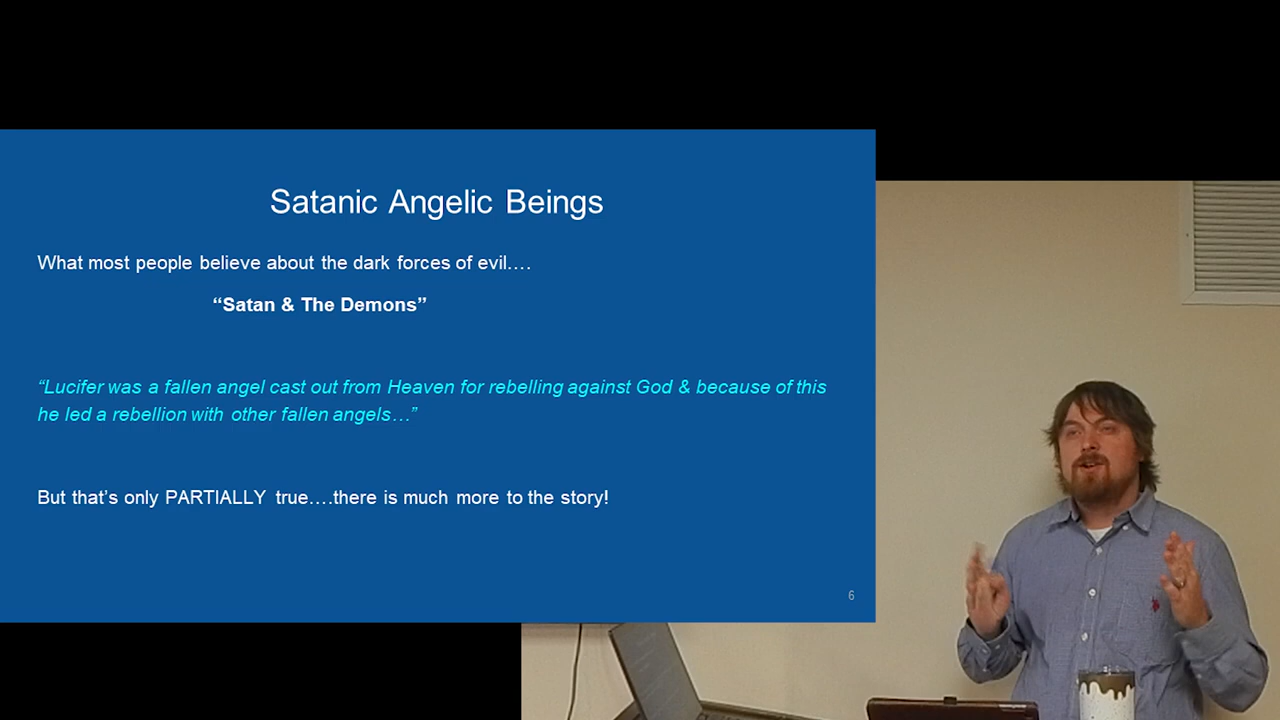 Satanic Angelic Beings
What most people believe about the dark forces of evil....
“Satan & The Demons”
“Lucifer was a fallen angel cast out from Heaven for rebelling against God & because of this
he led a rebellion with other fallen angels...”
But that’s only PARTIALLY true....there is much more to the story!
6